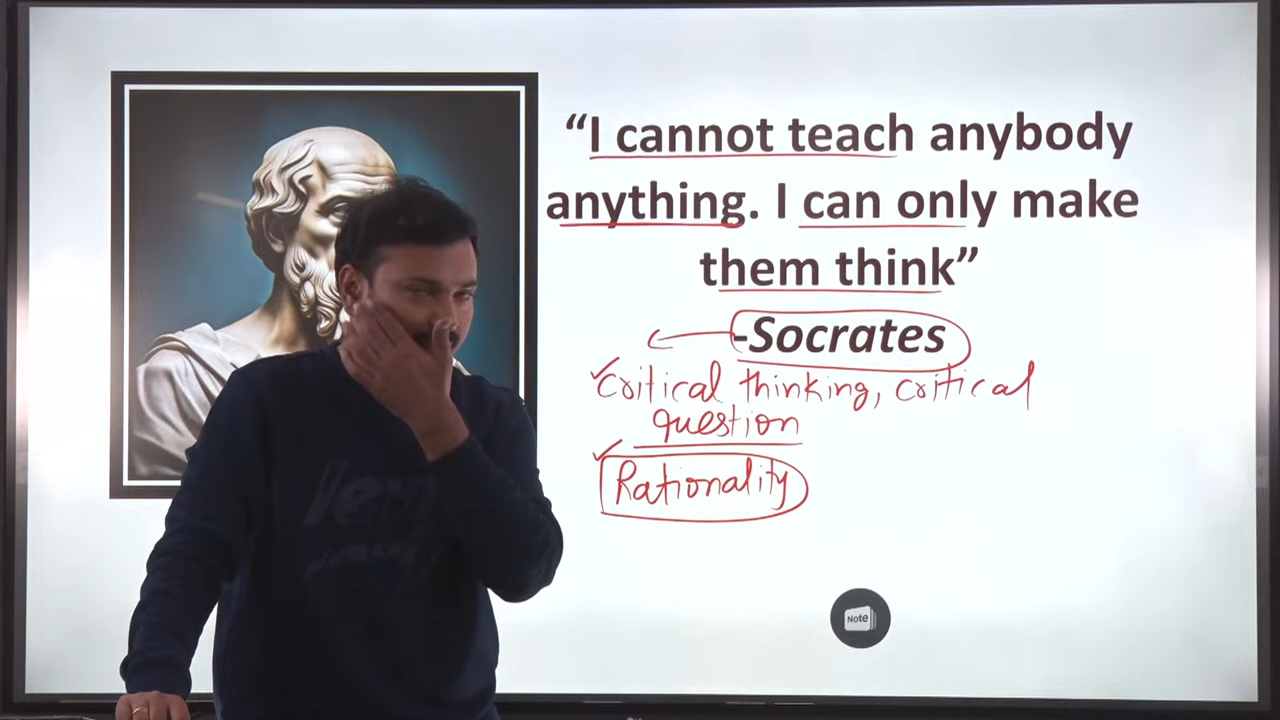 “I cannot teach anybody
anything. I can only make
them think”
-Socrates
critical thinking, critical
question
Rationality
Note